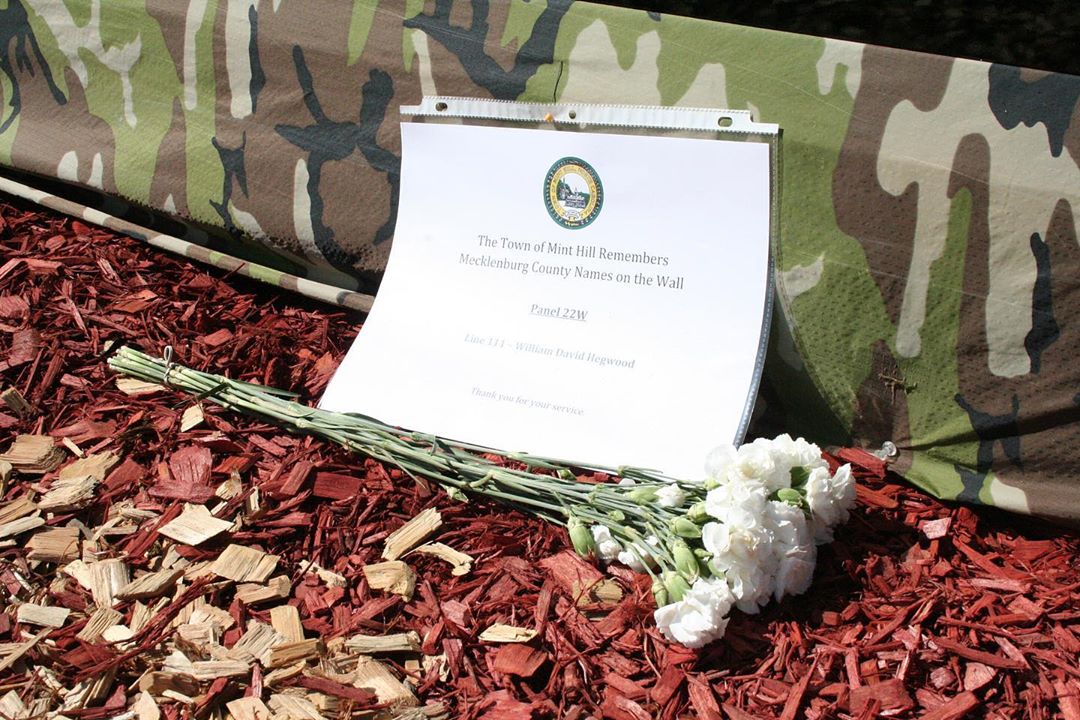 The Town of Mint Hill Remembers
Mecklenburg County Names on the Wall
Panel 22W
Line 111 – William David Hegwood
Thank you for your service.